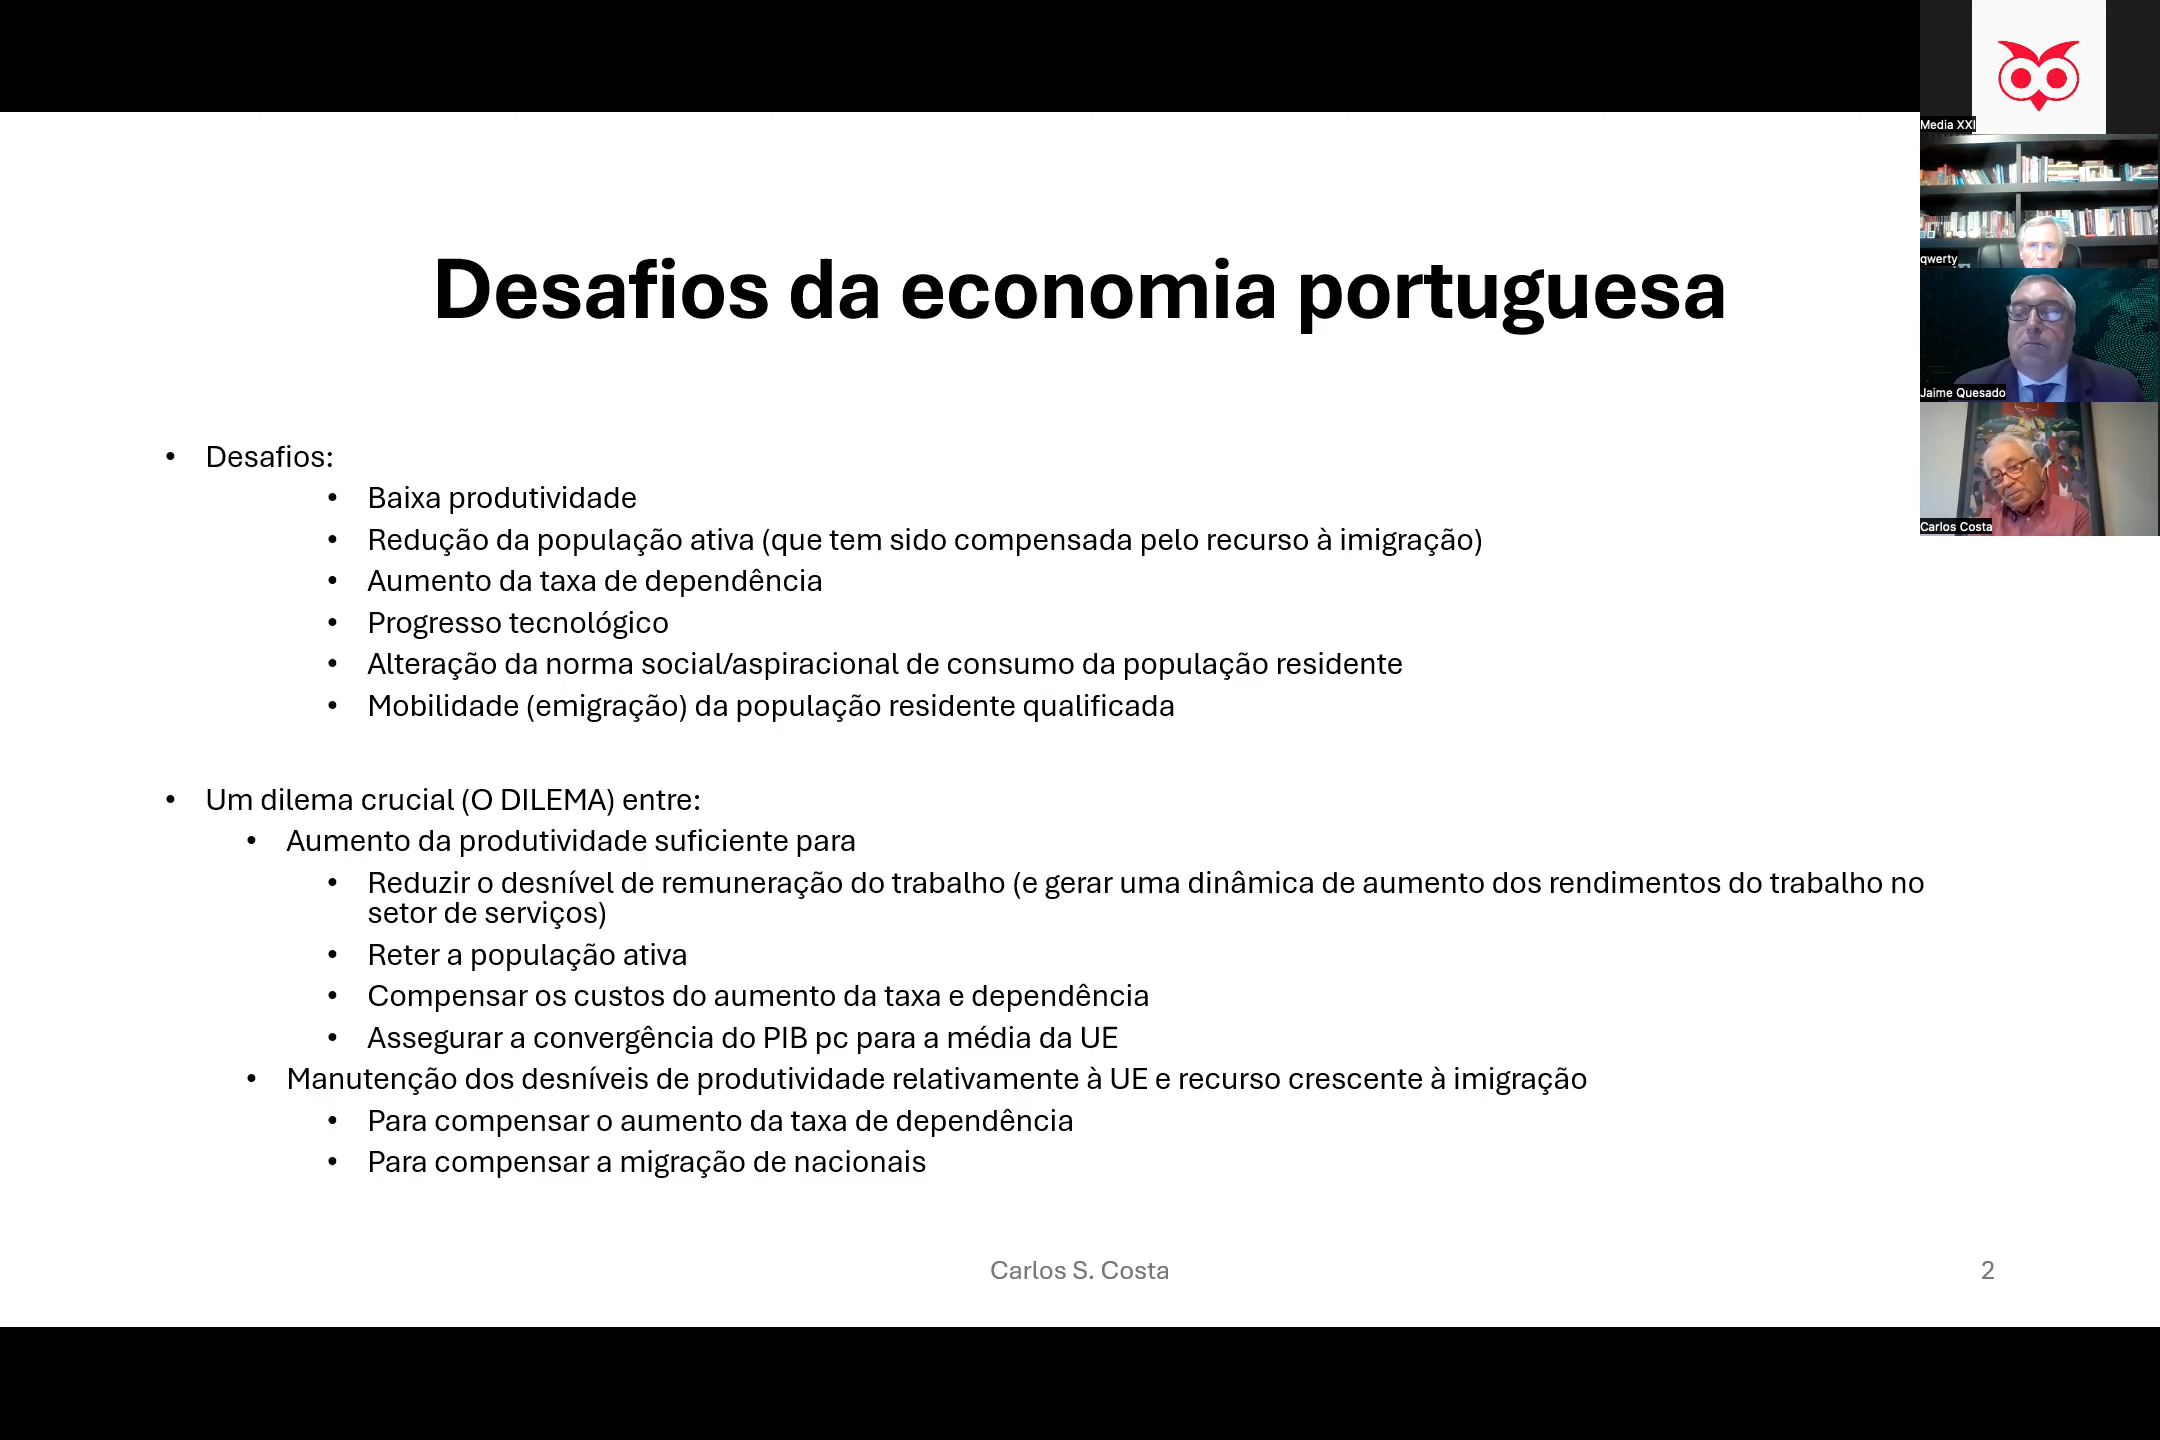 Media XXI
qwerty
Jaime Quesado
Carlos Costa
Desafios da economia portuguesa
• Desafios:
• Baixa produtividade
• Redução da população ativa (que tem sido compensada pelo recurso à imigração)
• Aumento da taxa de dependência
• Progresso tecnológico
• Alteração da norma social/aspiracional de consumo da população residente
• Mobilidade (emigração) da população residente qualificada
• Um dilema crucial (O DILEMA) entre:
• Aumento da produtividade suficiente para
• Reduzir o desnível de remuneração do trabalho (e gerar uma dinâmica de aumento dos rendimentos do trabalho no
setor de serviços)
• Reter a população ativa
• Compensar os custos do aumento da taxa e dependência
• Assegurar a convergência do PIB pc para a média da UE
• Manutenção dos desníveis de produtividade relativamente à UE e recurso crescente à imigração
• Para compensar o aumento da taxa de dependência
• Para compensar a migração de nacionais
Carlos S. Costa
2